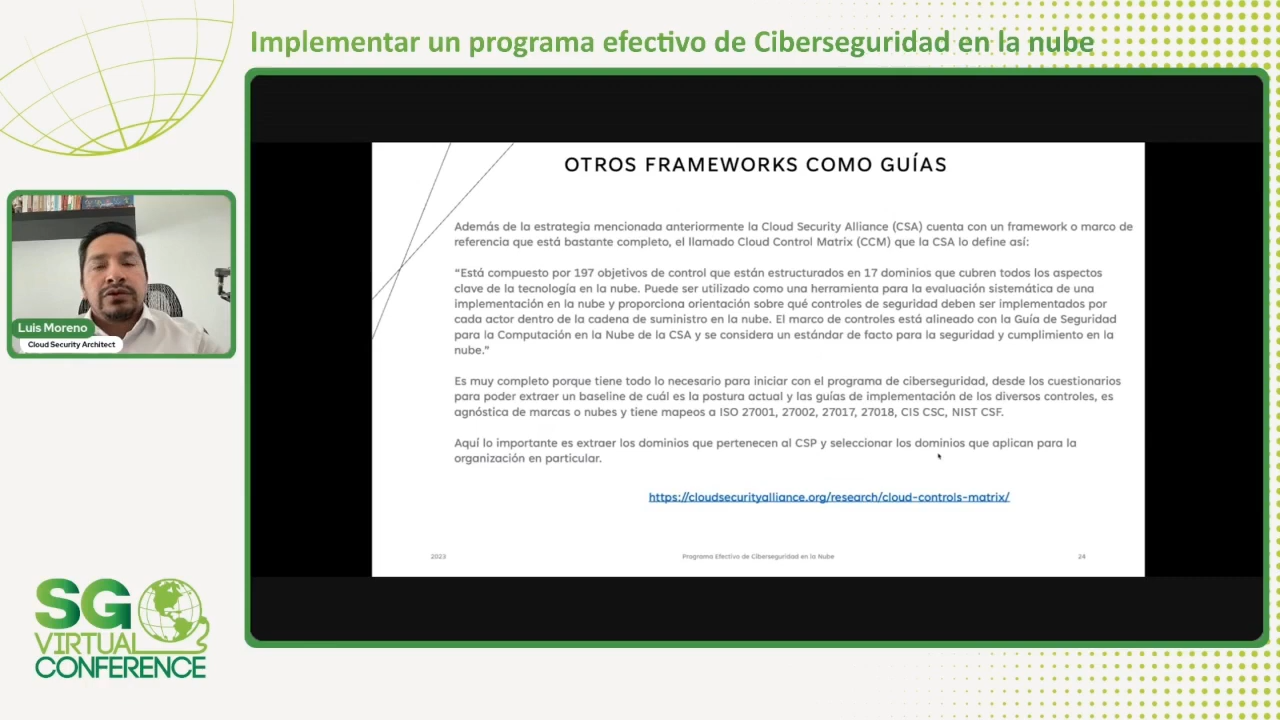 Implementar un programa efectivo de Ciberseguridad en la nube
OTROS FRAMEWORKS COMO GUÍAS
Además de la estrategia mencionada anteriormente la Cloud Security Alliance (CSA) cuenta con un framework o marco de
referencia que está bastante completo, el llamado Cloud Control Matrix (CCM) que la CSA lo define así:
“Está compuesto por 197 objetivos de control que están estructurados en 17 dominios que cubren todos los aspectos
clave de la tecnología en la nube. Puede ser utilizado como una herramienta para la evaluación sistemática de una
implementación en la nube y proporciona orientación sobre qué controles de seguridad deben ser implementados por
cada actor dentro de la cadena de suministro en la nube. El marco de controles está alineado con la Guía de Seguridad
para la Computación en la Nube de la CSA y se considera un estándar de facto para la seguridad y cumplimiento en la
nube.”
Es muy completo porque tiene todo lo necesario para iniciar con el programa de ciberseguridad, desde los cuestionarios
para poder extraer un baseline de cuál es la postura actual y las guías de implementación de los diversos controles, es
agnóstica de marcas o nubes y tiene mapeos a ISO 27001, 27002, 27017, 27018, CIS CSC, NIST CSF.
Aquí lo importante es extraer los dominios que pertenecen al CSP y seleccionar los dominios que aplican para la
organización en particular.
https://cloudsecurityalliance.org/research/cloud-controls-matrix/
2023
Programa Efectivo de Ciberseguridad en la Nube
24
Luis Moreno
Cloud Security Architect
SG
VIRTUAL
CONFERENCE